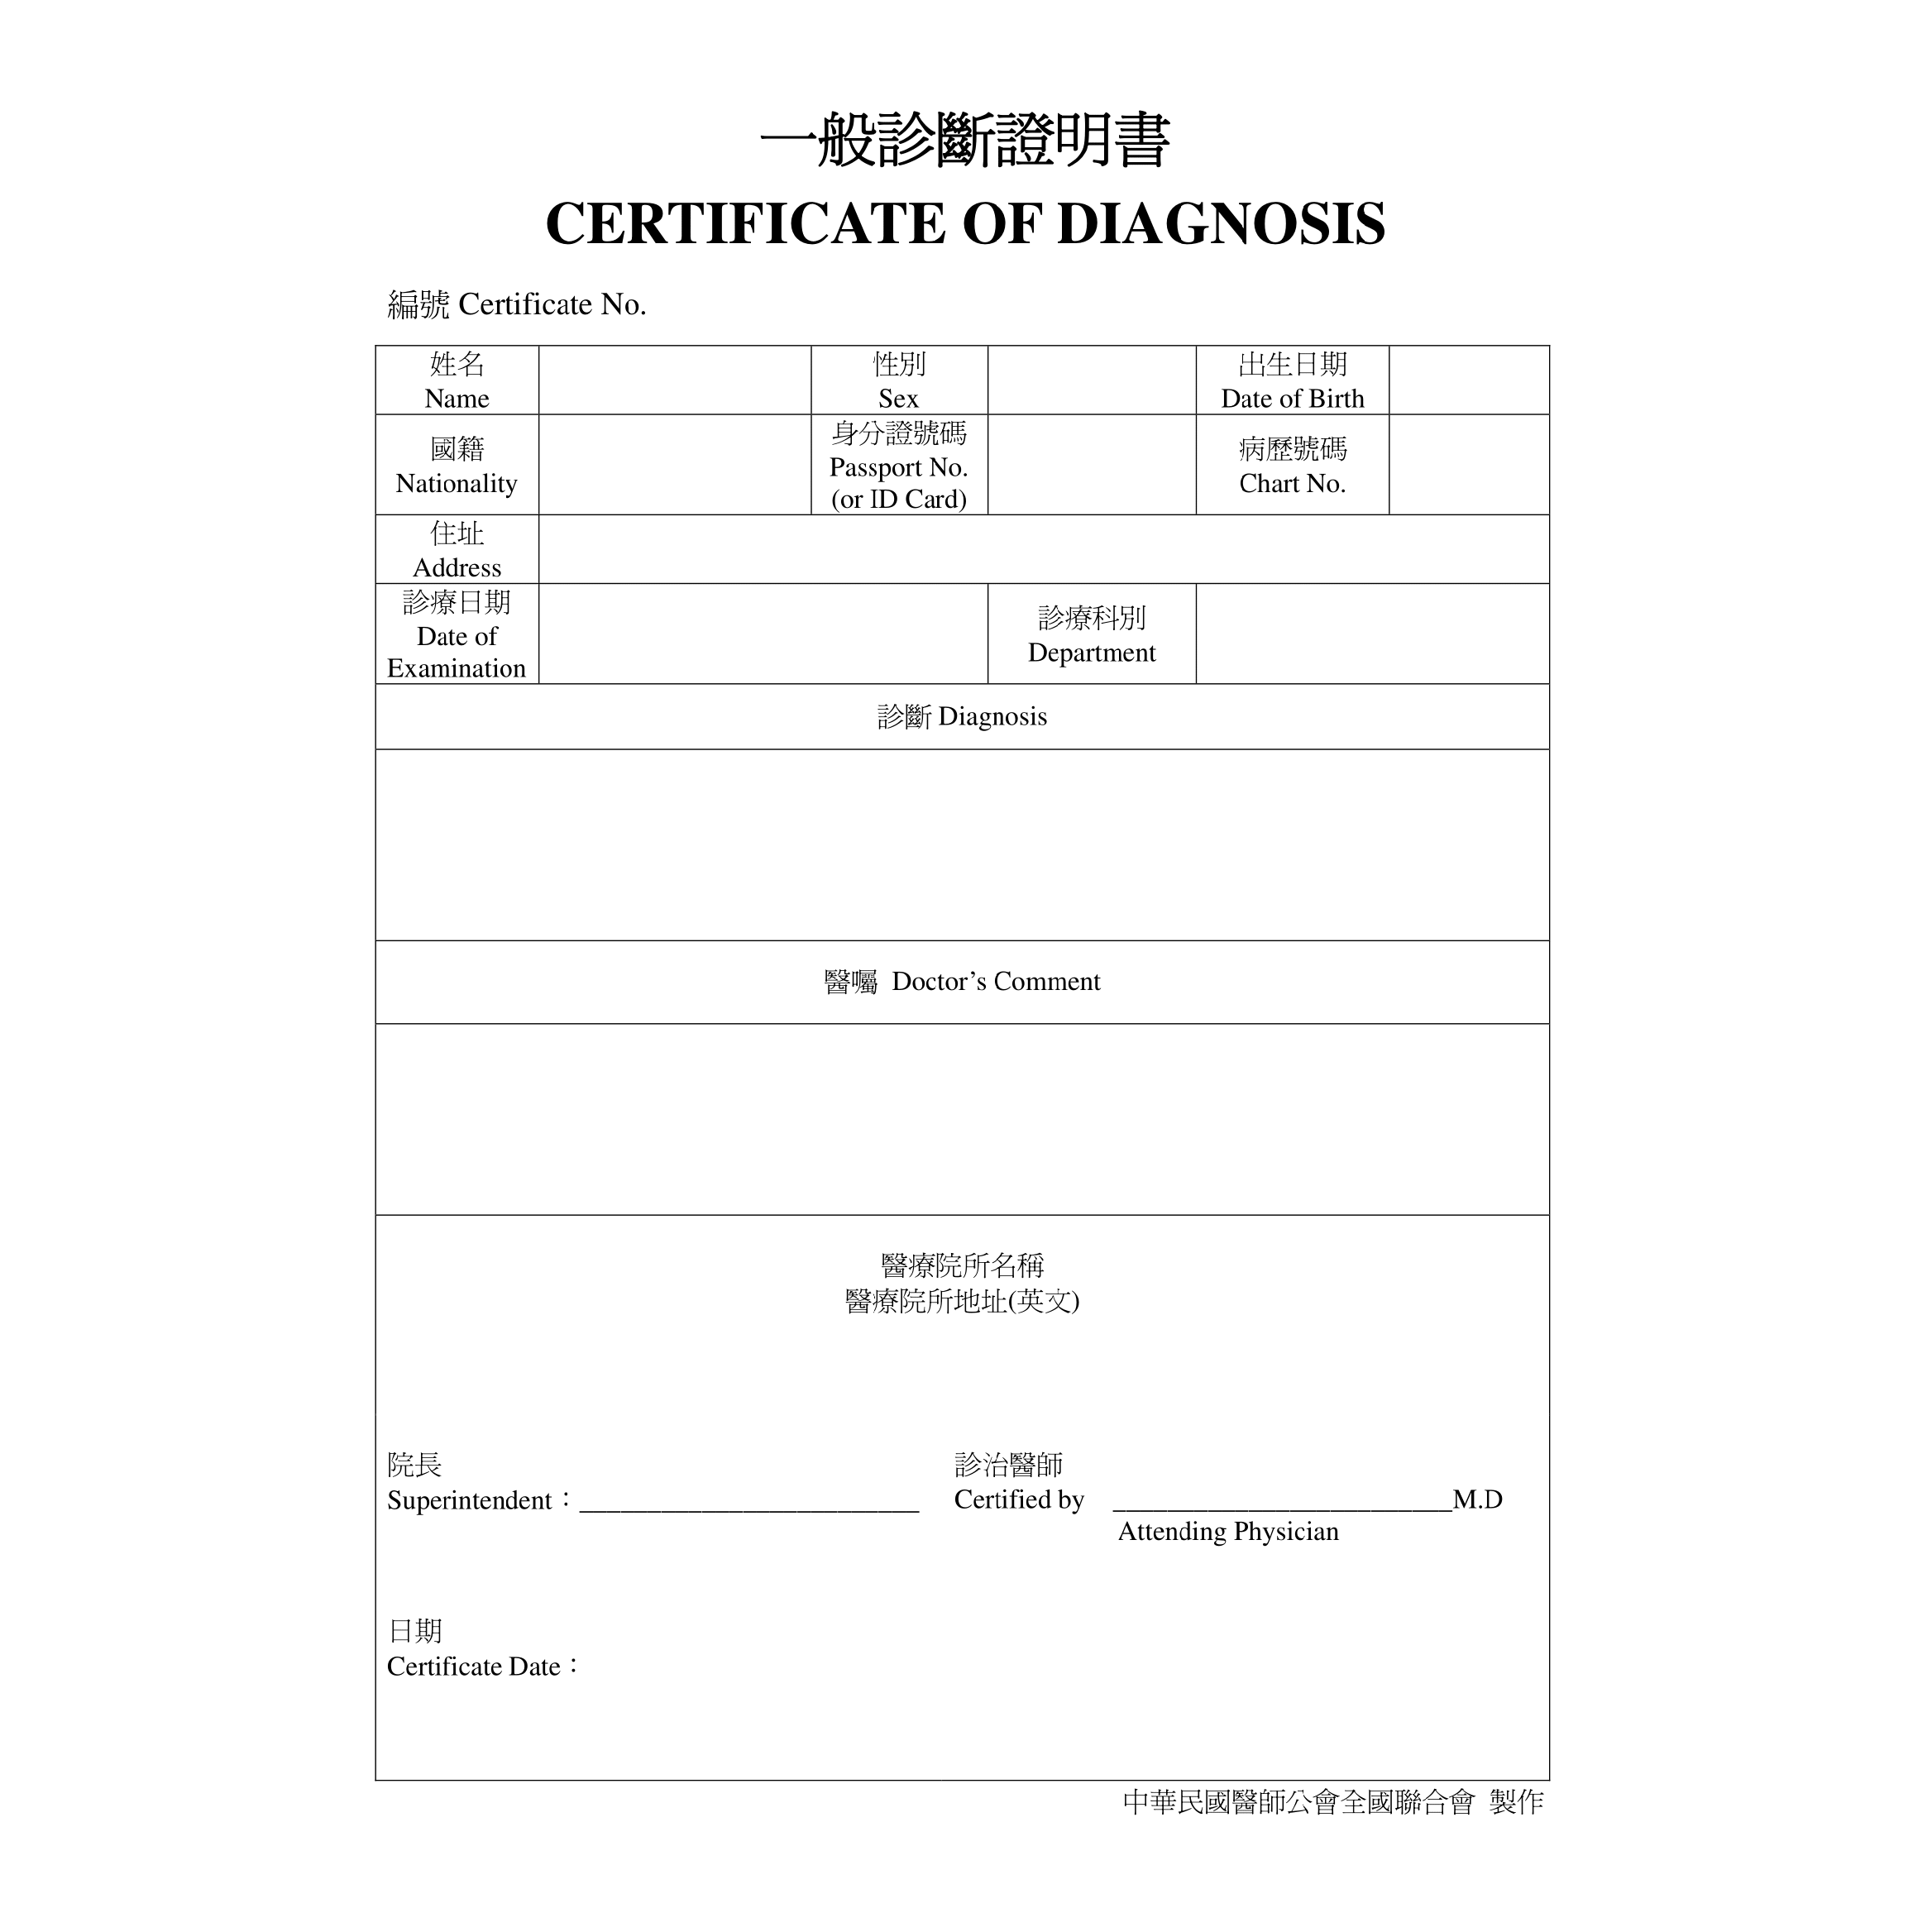 一般診斷證明書
CERTIFICATE OF DIAGNOSIS
編號 Certificate No.
姓名
Name
性別
Sex
出生日期
Date of Birth
國籍
Nationality
身分證號碼
Passport No.
(or ID Card)
病歷號碼
Chart No.
住址
Address
診療日期
Date of
Examination
診療科別
Department
診斷 Diagnosis
醫囑 Doctor’s Comment
醫療院所名稱
醫療院所地址(英文)
院長
Superintendent：_________________________
診治醫師
Certified by _________________________M.D
Attending Physician
日期
Certificate Date：
中華民國醫師公會全國聯合會 製作